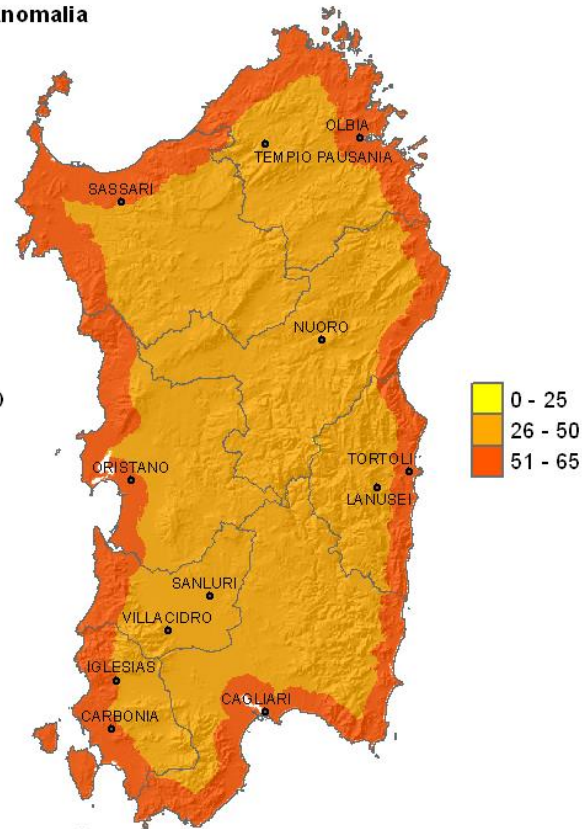 nomalia
OLBIA
TEMPIO PAUSANIA
SASSARI
NUORO
)
0 - 25
26 - 50
51 - 65
ORISTANO
TORTOLI
LANUSEI
SANLURI
VILLACIDRO
IGLESIAS
CAGLIARI
CARBONIA